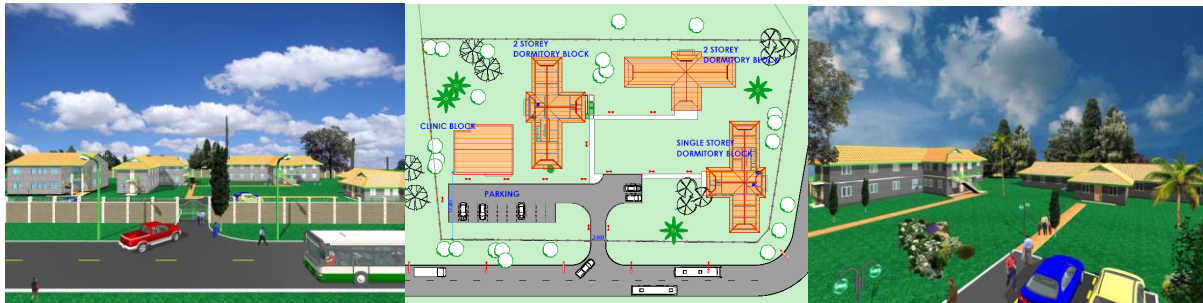 2 STOREY
DORMITORY BLOCK
2 STOREY
DORMITORY BLOCK
CLINIC BLOCK
SINGLE STOREY
DORMITORY BLOCK
PARKING